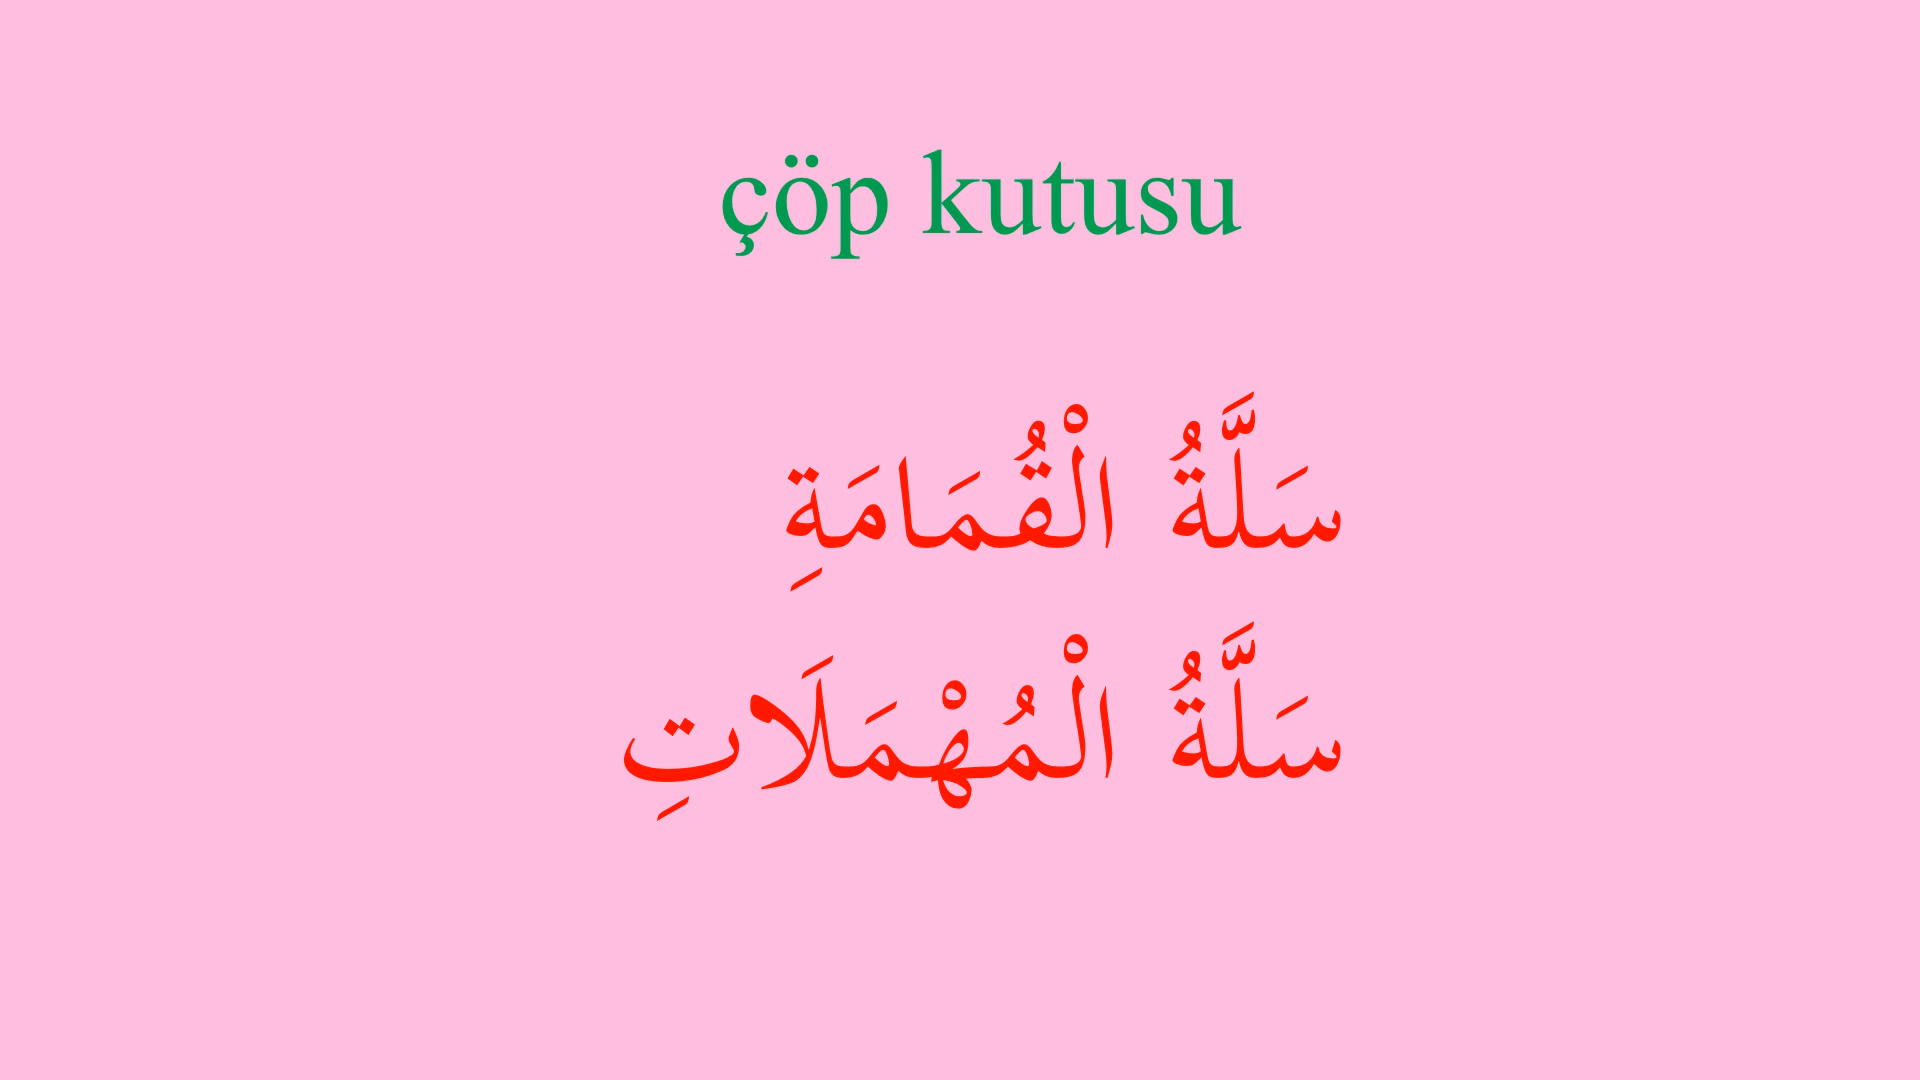 çöp kutusu
سَلَّةُ الْقُمَامَةِ
سَلَّةُ الْمُهْمَلَاتِ